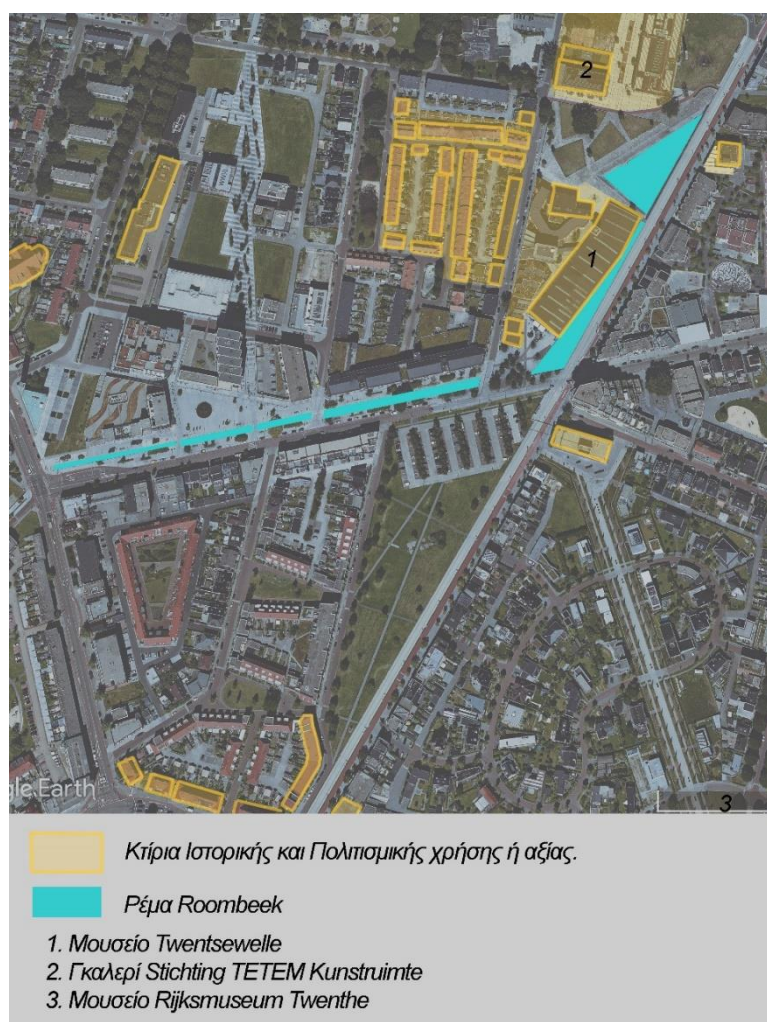 2
1
gle.Earth
3
Κτίρια Ιστορικής και Πολιτισμικής χρήσης ή αξίας.
Ρέμα Roombeek
1. Μουσείο Twentsewelle
2. Γκαλερί Stichting TETEM Kunstruimte
3. Μουσείο Rijksmuseum Twenthe